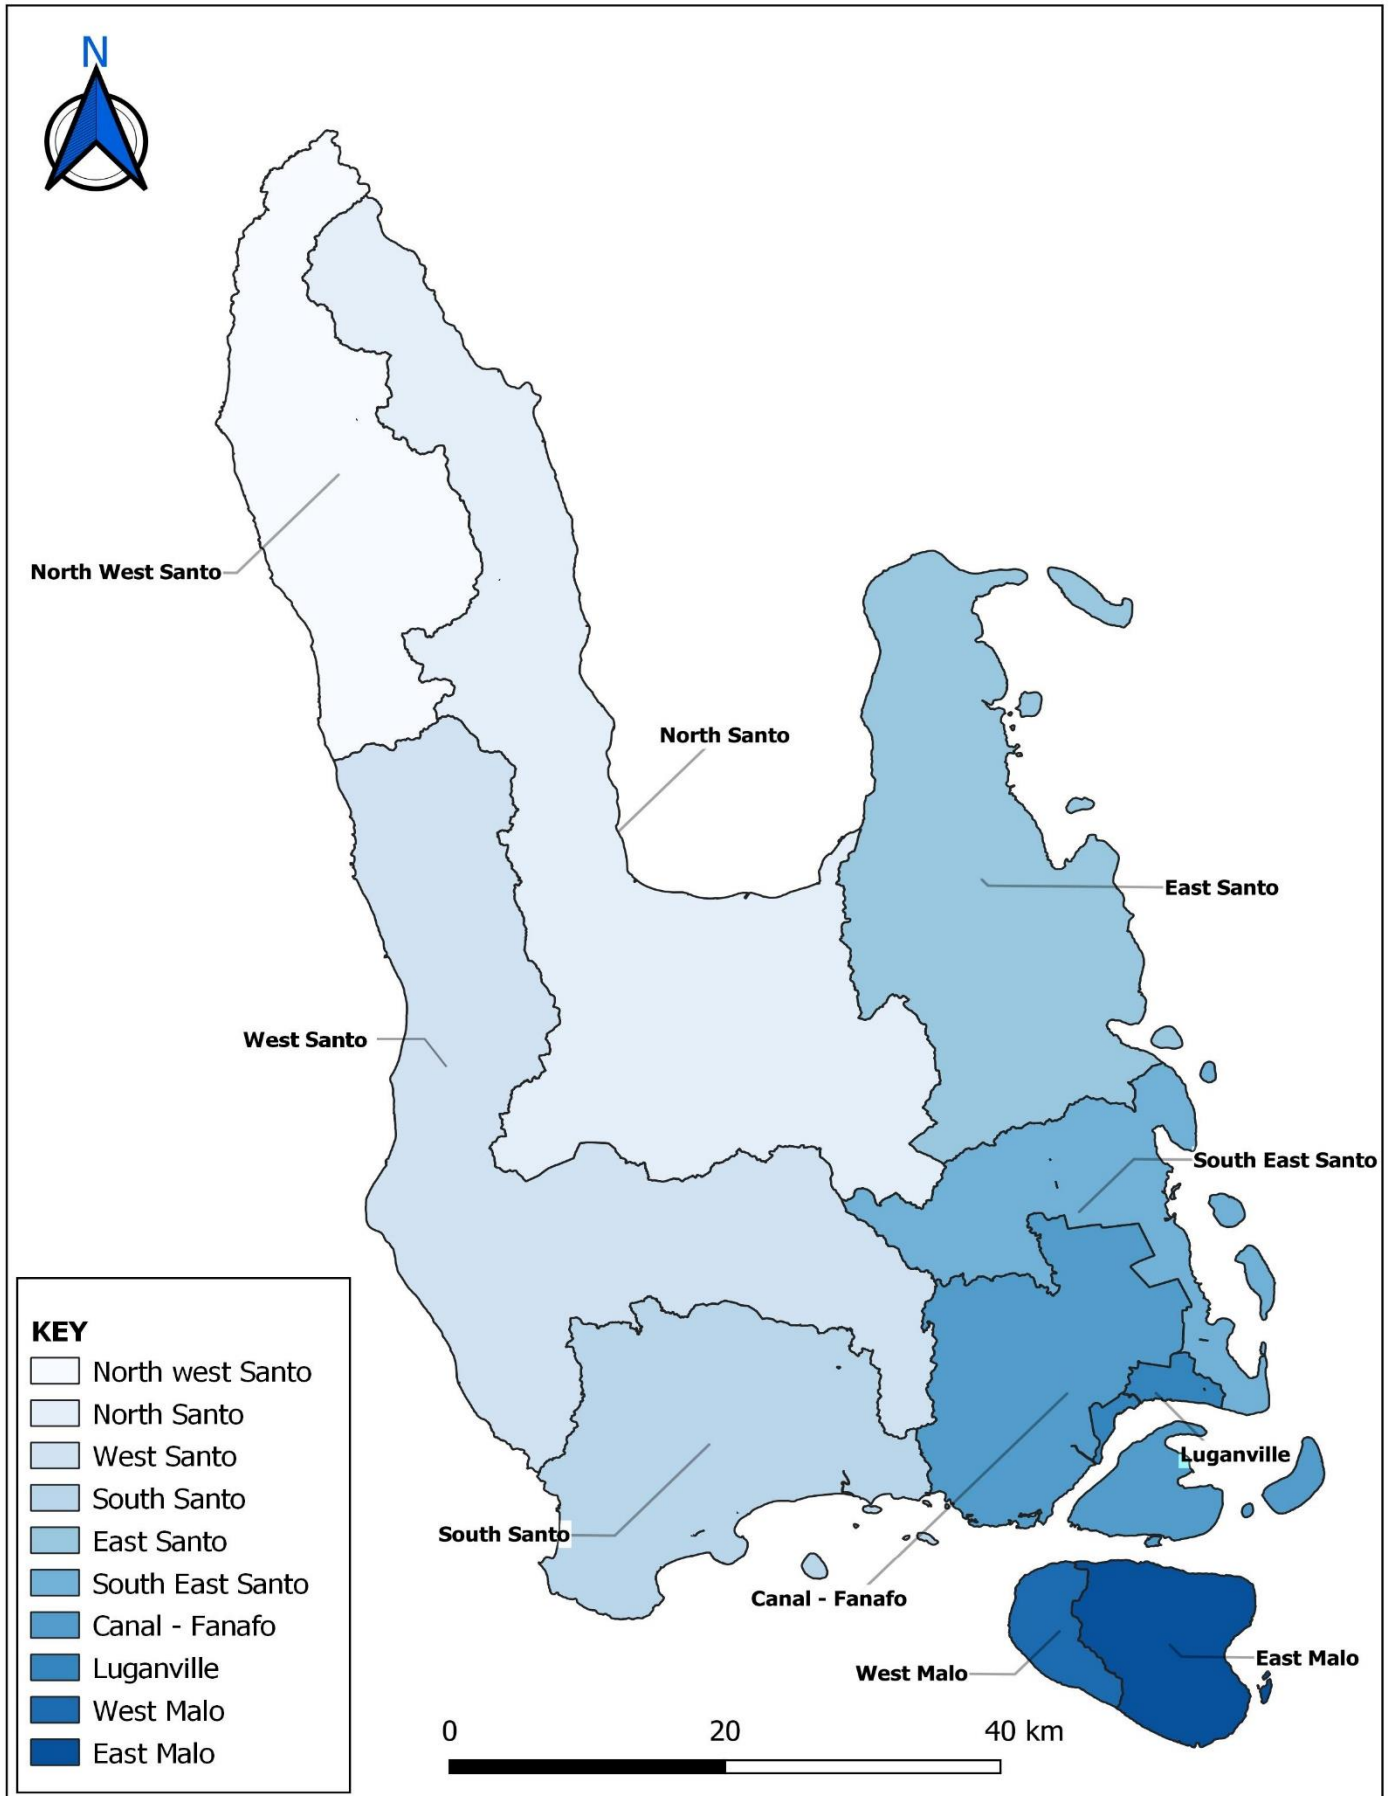 N
North West Santo
North Santo
East Santo
West Santo
South East Santo
Luganville
South Santo
Canal - Fanafo
East Malo
West Malo
KEY
North west Santo
North Santo
West Santo
South Santo
East Santo
South East Santo
Canal - Fanafo
Luganville
West Malo
East Malo
0 20 40 km